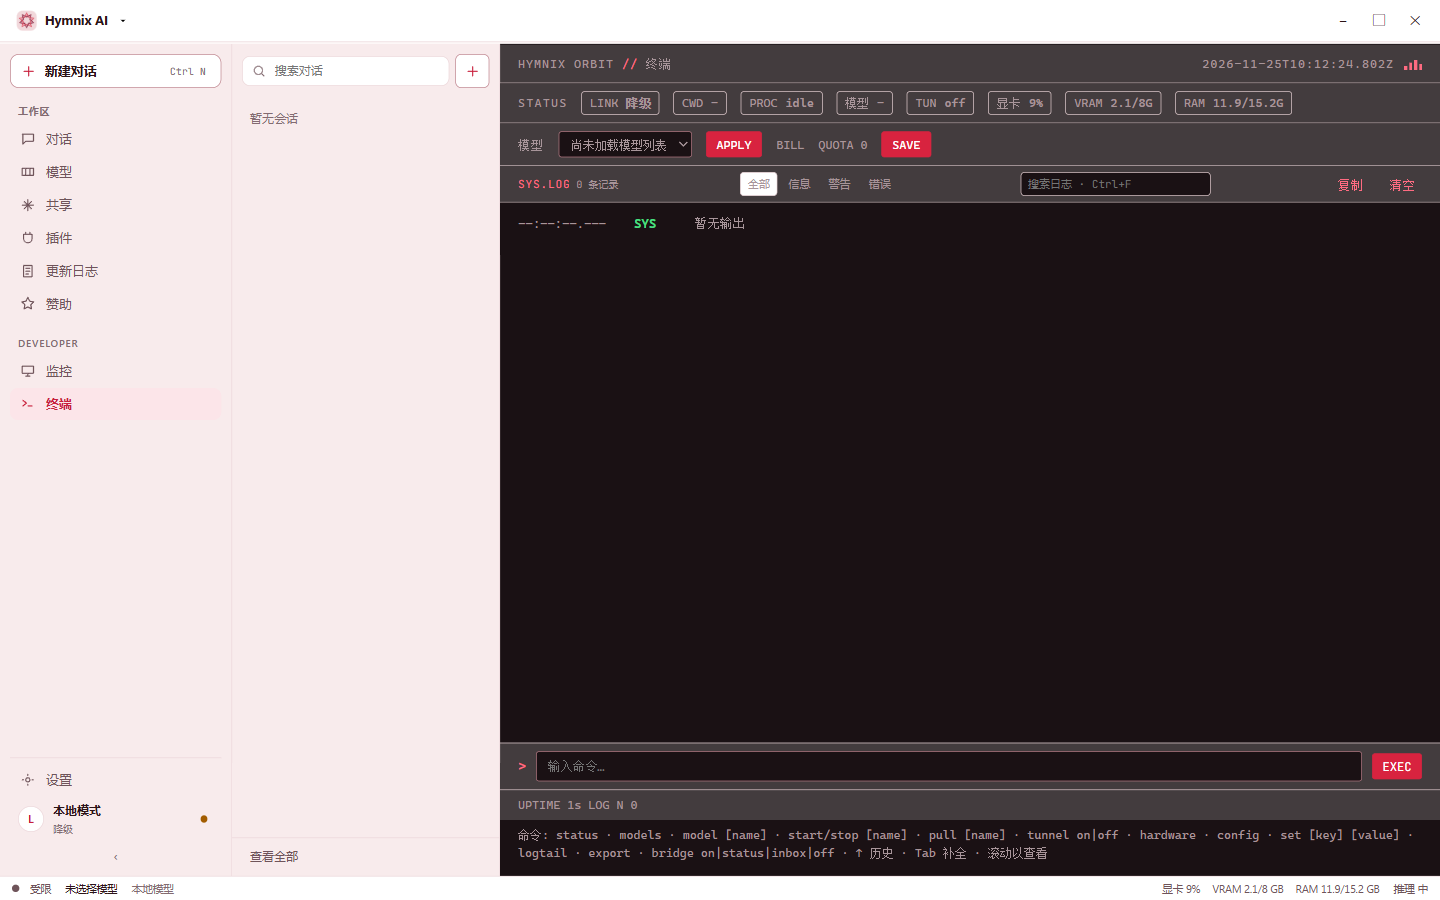 Hymnix AI
新建对话 Ctrl N
工作区
对话
模型
共享
插件
更新日志
赞助
DEVELOPER
监控
终端
设置
L
本地模式
降级
‹
搜索对话
暂无会话
查看全部
HYMNIX ORBIT // 终端
2026-11-25T10:12:24.802Z
STATUS LINK 降级 CWD — PROC idle 模型 — TUN off 显卡 9% VRAM 2.1/8G RAM 11.9/15.2G
模型 尚未加载模型列表 APPLY BILL QUOTA 0 SAVE
SYS.LOG 0 条记录 全部 信息 警告 错误 搜索日志 · Ctrl+F 复制 清空
--:--:--.--- SYS 暂无输出
> 输入命令… EXEC
UPTIME 1s LOG N 0
命令: status · models · model [name] · start/stop [name] · pull [name] · tunnel on|off · hardware · config · set [key] [value] ·
logtail · export · bridge on|status|inbox|off · ↑ 历史 · Tab 补全 · 滚动以查看
受限 未选择模型 本地模型
显卡 9% VRAM 2.1/8 GB RAM 11.9/15.2 GB 推理 中